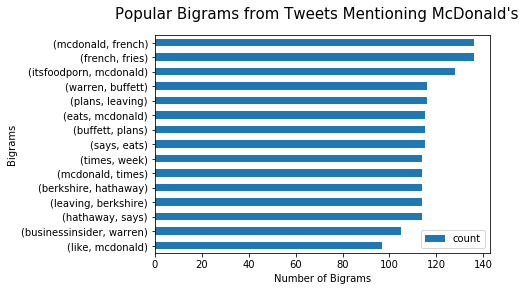 Popular Bigrams from Tweets Mentioning McDonald's
(mcdonald, french)
(french, fries)
(itsfoodporn, mcdonald)
(warren, buffett)
(plans, leaving)
(eats, mcdonald)
(buffett, plans)
(says, eats)
(times, week)
(mcdonald, times)
(berkshire, hathaway)
(leaving, berkshire)
(hathaway, says)
(businessinsider, warren)
(like, mcdonald)
Bigrams
count
0 20 40 60 80 100 120 140
Number of Bigrams